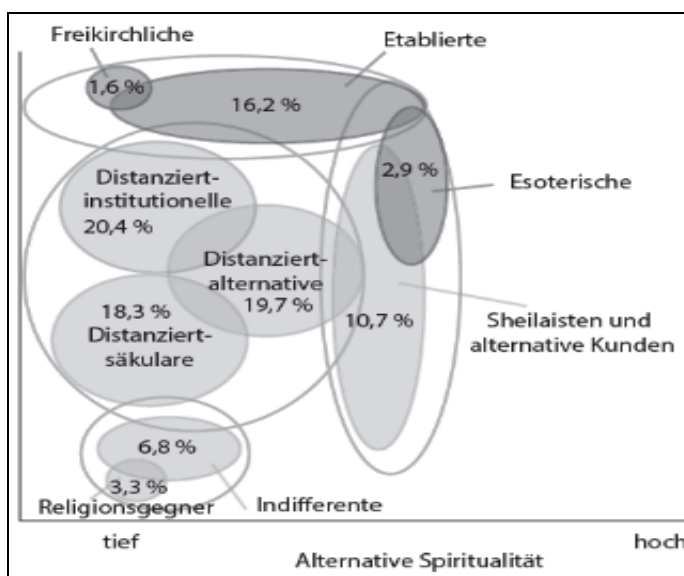 Freikirchliche
Etablierte
1,6 %
16,2 %
Distanziert-
institutionelle
20,4 %
2,9 %
Esoterische
Distanziert-
alternative
19,7 %
18,3 %
Distanziert-
säkulare
10,7 %
Sheilaisten und
alternative Kunden
6,8 %
3,3 %
Religionsgegner
Indifferente
tief
hoch
Alternative Spiritualität